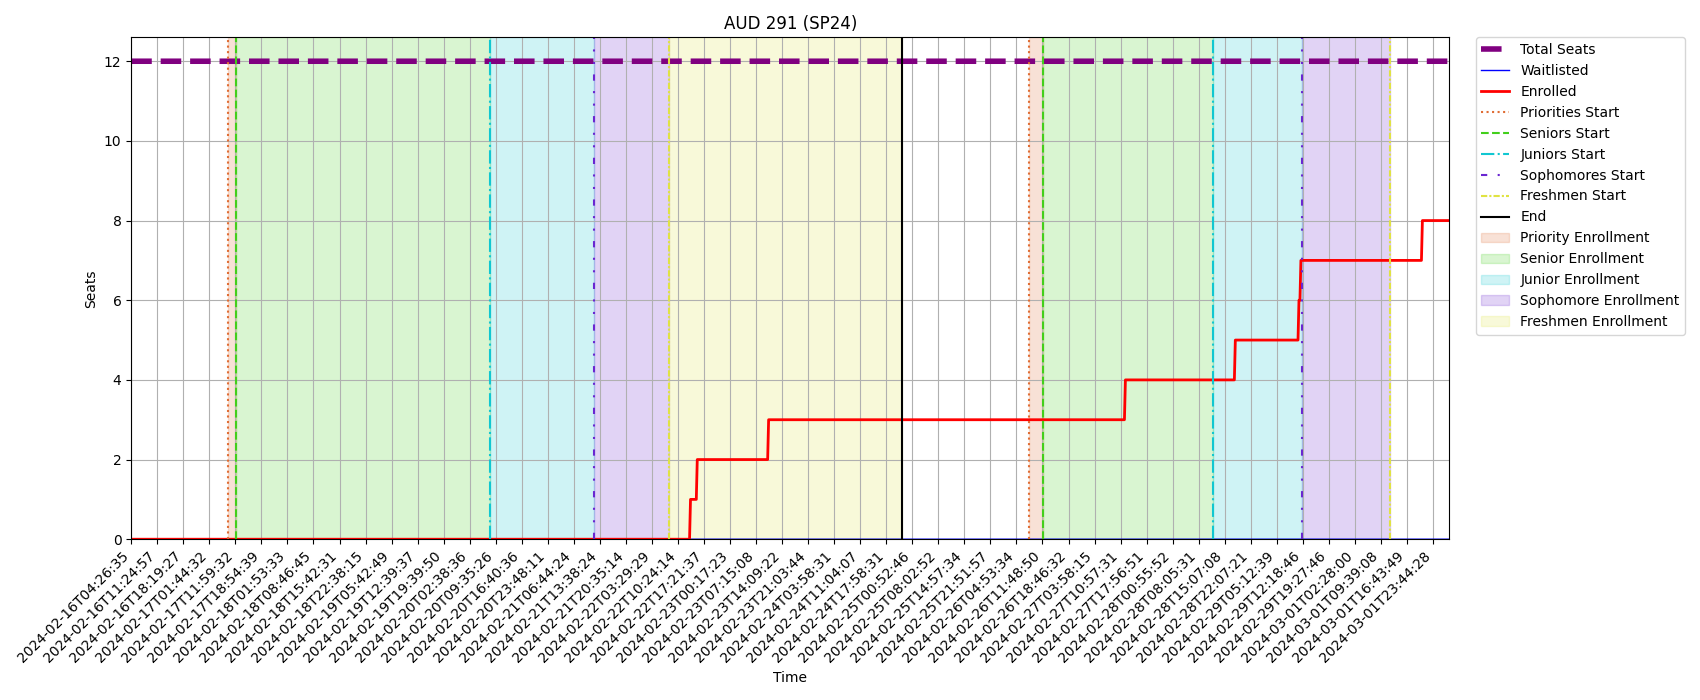 AUD 291 (SP24)
Seats
12
10
8
6
4
2
0
2024-02-16T04:26:35
2024-02-16T11:24:57
2024-02-16T18:19:27
2024-02-17T01:44:32
2024-02-17T11:59:32
2024-02-17T18:54:39
2024-02-18T01:53:33
2024-02-18T08:46:45
2024-02-18T15:42:31
2024-02-18T22:38:15
2024-02-19T05:42:49
2024-02-19T12:39:37
2024-02-19T19:39:50
2024-02-20T02:38:36
2024-02-20T09:35:26
2024-02-20T16:40:36
2024-02-20T23:48:11
2024-02-21T06:44:24
2024-02-21T13:38:24
2024-02-21T20:35:14
2024-02-22T03:29:29
2024-02-22T10:24:14
2024-02-22T17:21:37
2024-02-23T00:17:23
2024-02-23T07:15:08
2024-02-23T14:09:22
2024-02-23T21:03:44
2024-02-24T03:58:31
2024-02-24T11:04:07
2024-02-24T17:58:31
2024-02-25T00:52:46
2024-02-25T08:02:52
2024-02-25T14:57:34
2024-02-25T21:51:57
2024-02-26T04:53:34
2024-02-26T11:48:50
2024-02-26T18:46:32
2024-02-27T03:58:15
2024-02-27T10:57:31
2024-02-27T17:56:51
2024-02-28T00:55:52
2024-02-28T08:05:31
2024-02-28T15:07:08
2024-02-28T22:07:21
2024-02-29T05:12:39
2024-02-29T12:18:46
2024-02-29T19:27:46
2024-03-01T02:28:00
2024-03-01T09:39:08
2024-03-01T16:43:49
2024-03-01T23:44:28
Time
Total Seats
Waitlisted
Enrolled
Priorities Start
Seniors Start
Juniors Start
Sophomores Start
Freshmen Start
End
Priority Enrollment
Senior Enrollment
Junior Enrollment
Sophomore Enrollment
Freshmen Enrollment